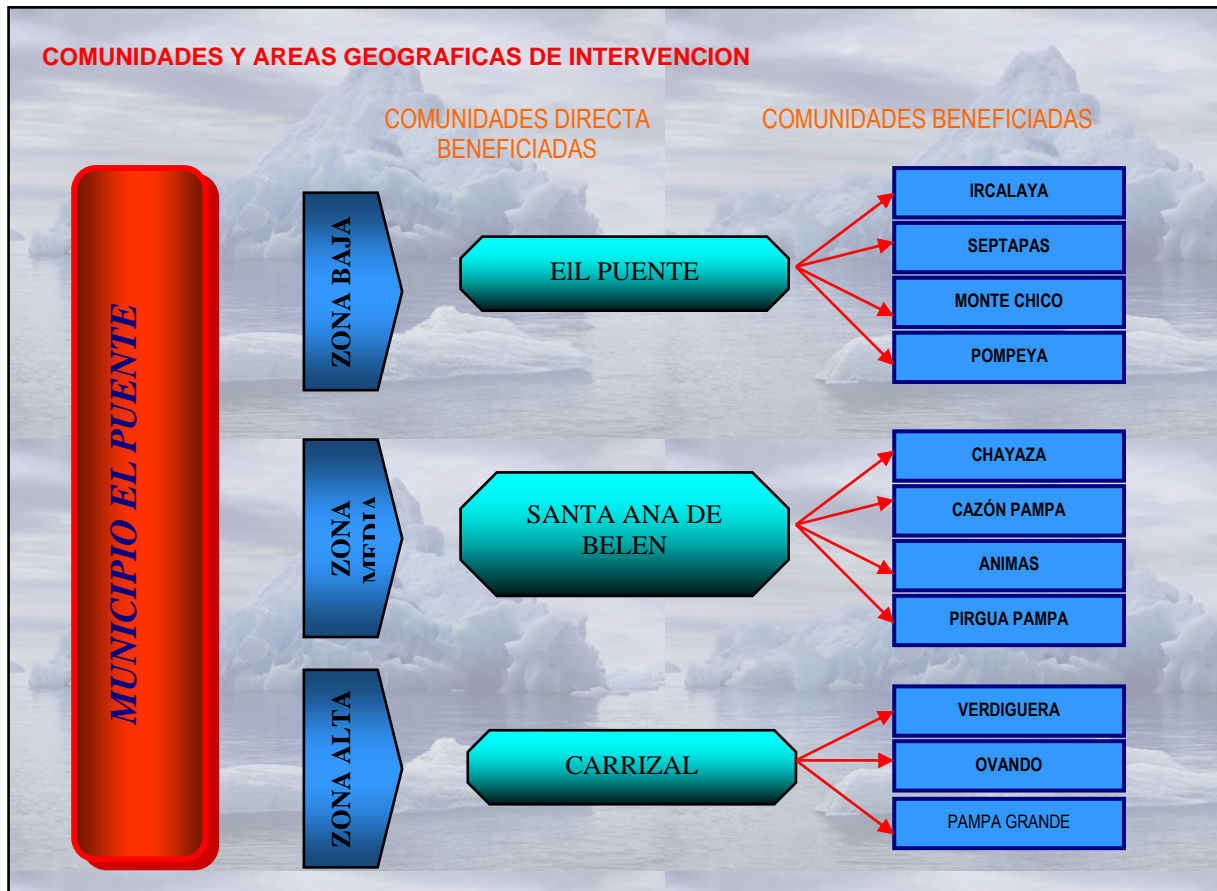 COMUNIDADES Y AREAS GEOGRAFICAS DE INTERVENCION
COMUNIDADES DIRECTA
BENEFICIADAS
COMUNIDADES BENEFICIADAS
MUNICIPIO EL PUENTE
ZONA BAJA
EIL PUENTE
IRCALAYA
SEPTAPAS
MONTE CHICO
POMPEYA
ZONA
MEDIA
SANTA ANA DE
BELEN
CHAYAZA
CAZÓN PAMPA
ANIMAS
PIRGUA PAMPA
ZONA ALTA
CARRIZAL
VERDIGUERA
OVANDO
PAMPA GRANDE